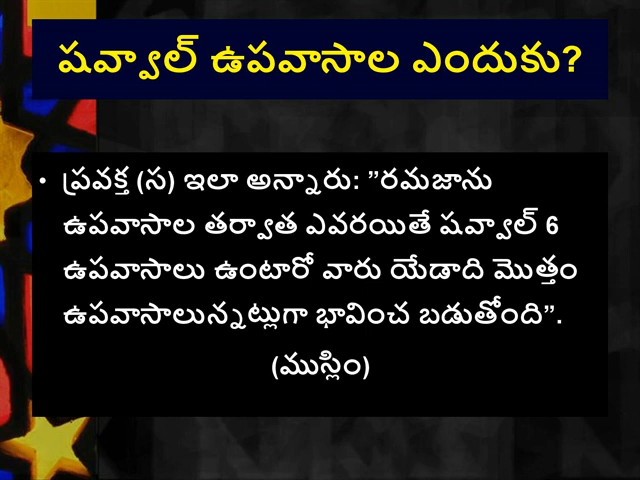 షవ్వాల్ ఉపవాసాల ఎందుకు?
• ప్రవక్త (స) ఇలా అన్నారు: ”రమజాను
ఉపవాసాల తర్వాత ఎవరయితే షవ్వాల్ 6
ఉపవాసాలు ఉంటారో వారు యేడాది మొత్తం
ఉపవాసాలున్నట్లుగా భావించ బడుతోంది”.
(ముస్లిం)